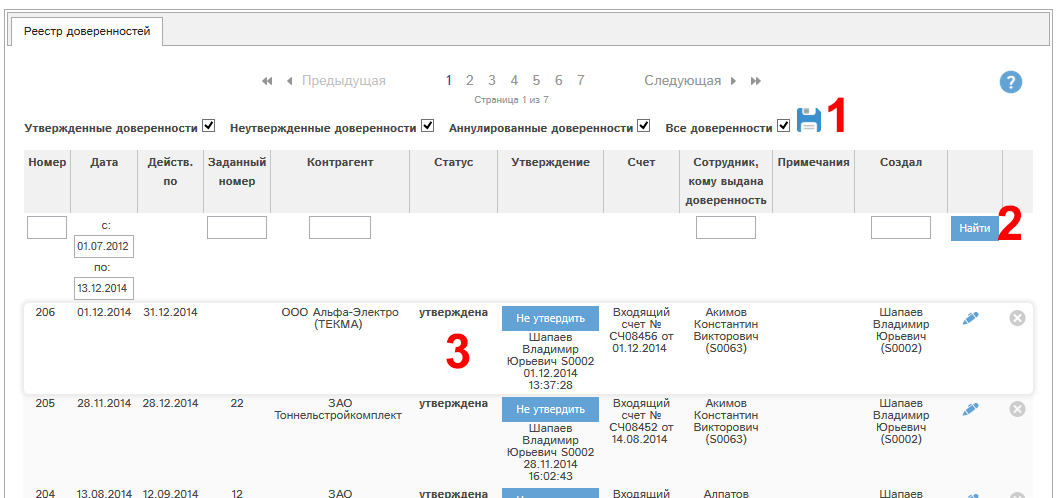 Реестр доверенностей
Предыдущая 1 2 3 4 5 6 7 Следующая
Страница 1 из 7
?
Утвержденные доверенности Неутвержденные доверенности Аннулированные доверенности Все доверенности 1
Номер Дата Действ. по Заданный номер Контрагент Статус Утверждение Счет Сотрудник, кому выдана доверенность Примечания Создал
с:
01.07.2012
по:
13.12.2014
Найти 2
206 01.12.2014 31.12.2014 ООО Альфа-Электро (ТЕКМА) утверждена Не утвердить Входящий счет № СЧ08456 от 01.12.2014 Акимов Константин Викторович (S0063) Шапаев Владимир Юрьевич (S0002)
3
Шапаев
Владимир
Юрьевич S0002
01.12.2014
13:37:28
205 28.11.2014 28.12.2014 22 ЗАО Тоннельстройкомплект утверждена Не утвердить Входящий счет № СЧ08452 от 14.08.2014 Акимов Константин Викторович (S0063) Шапаев Владимир Юрьевич (S0002)
Шапаев
Владимир
Юрьевич S0002
28.11.2014
16:02:43
204 13.08.2014 12.09.2014 12 ЗАО утверждена Входящий Алпатов Шапаев